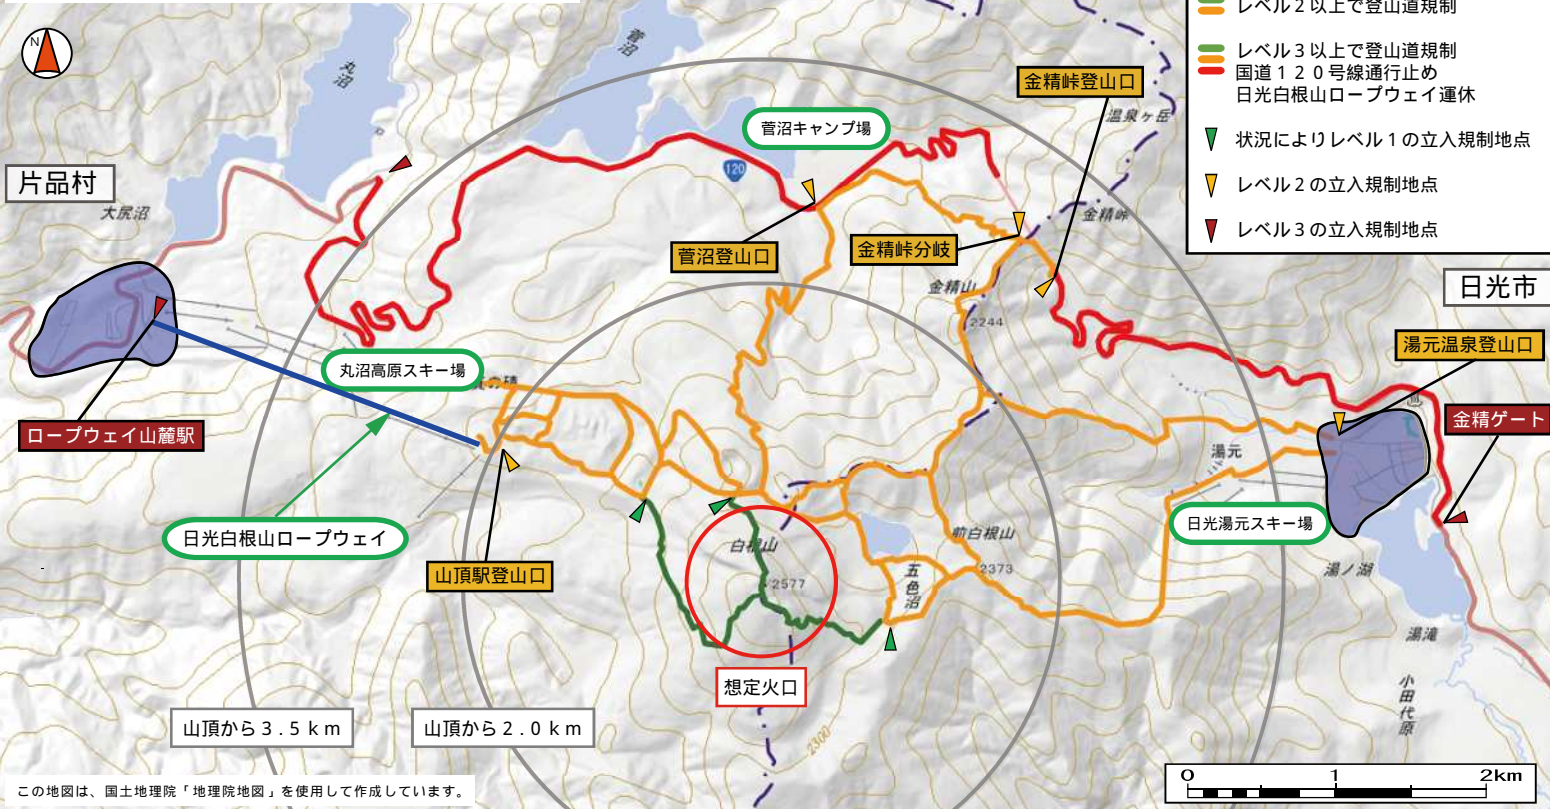 レベル２以上で登山道規制
レベル３以上で登山道規制
国道１２０号線通行止め
日光白根山ロープウェイ運休
状況によりレベル１の立入規制地点
レベル２の立入規制地点
レベル３の立入規制地点
N
丸沼
菅沼
金精峠登山口
温泉ヶ岳
菅沼キャンプ場
120
片品村
大尻沼
金精峠
菅沼登山口
金精峠分岐
金精山
2244
日光市
湯元温泉登山口
丸沼高原スキー場
ロープウェイ山麓駅
金精ゲート
湯元
日光白根山ロープウェイ
日光湯元スキー場
白根山
2577
前白根山
2373
五色沼
山頂駅登山口
湯ノ湖
湯滝
想定火口
小田代原
山頂から３.５ｋｍ
山頂から２.０ｋｍ
2300
この地図は、国土地理院「地理院地図」を使用して作成しています。
0 1 2km